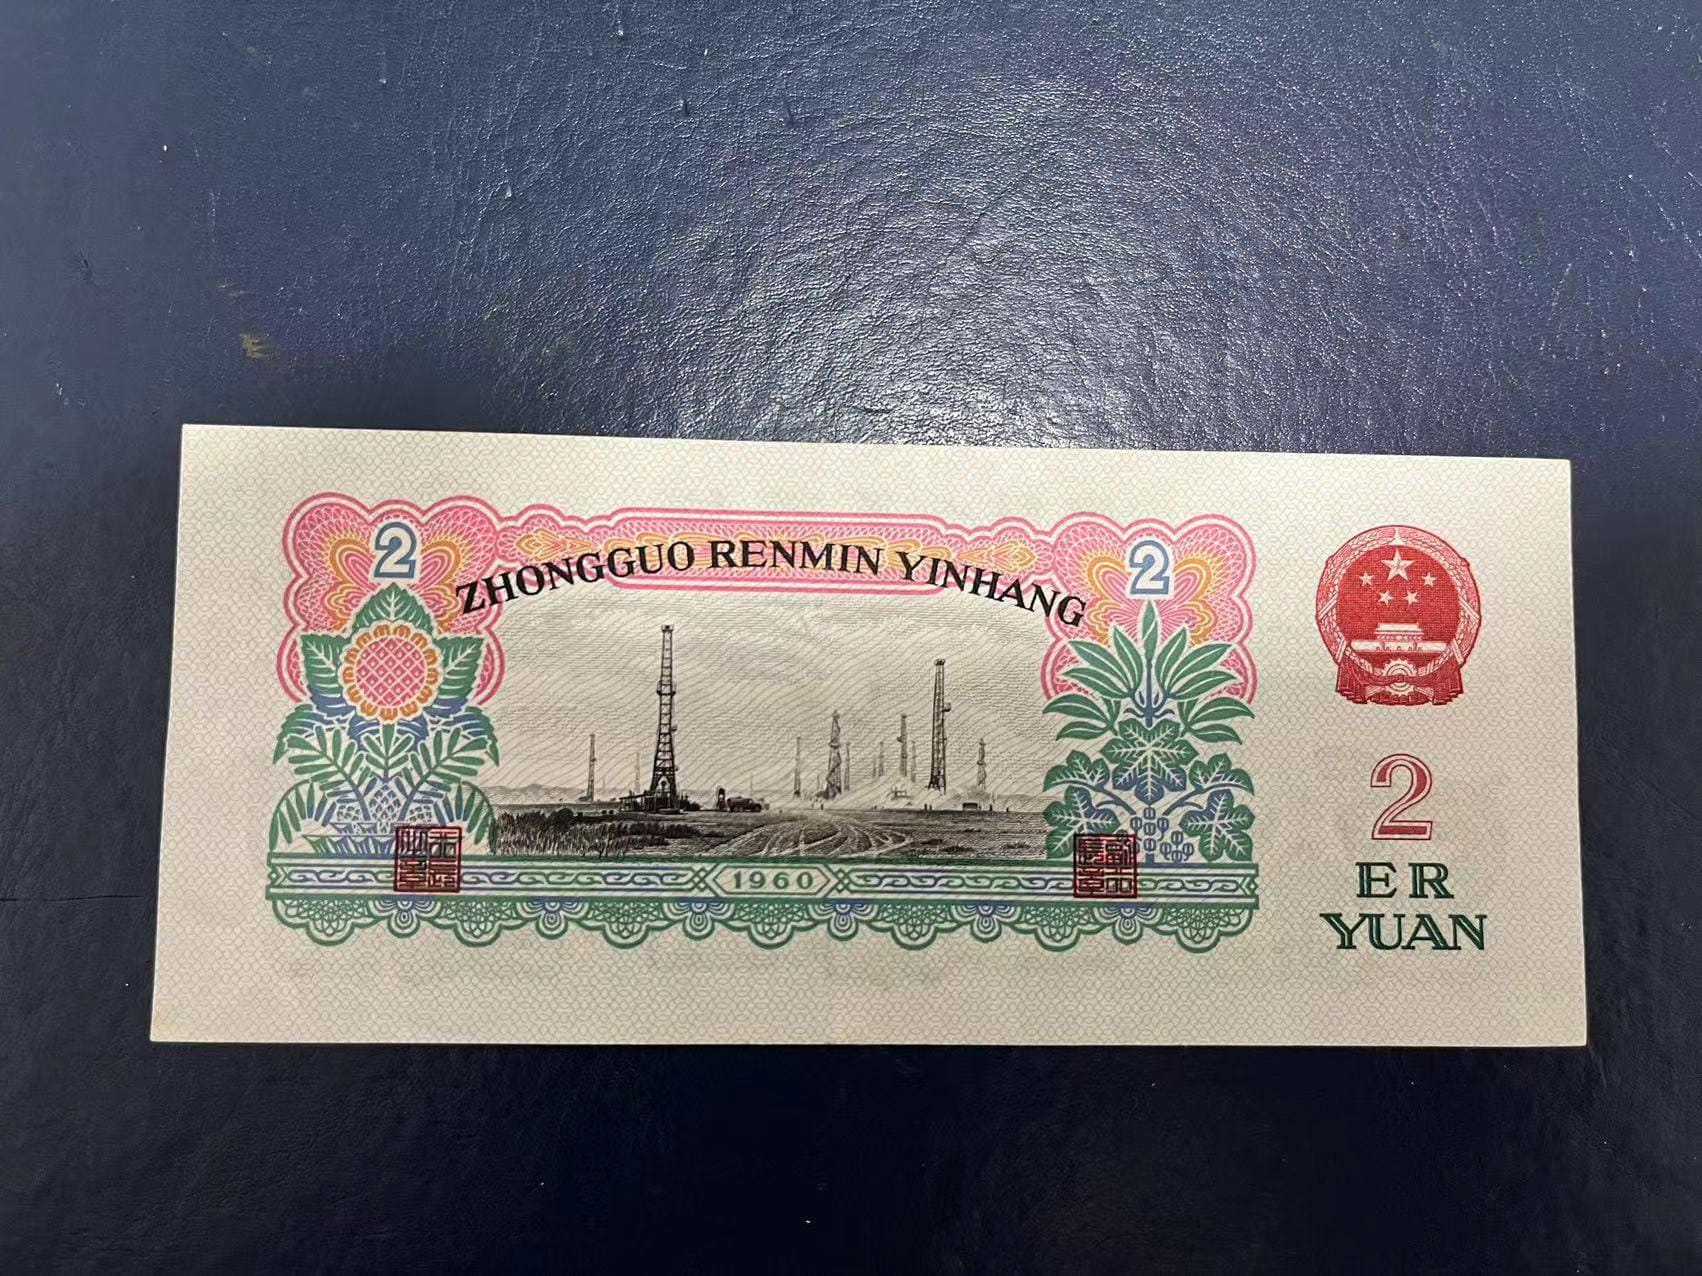 2
2
ZHONGGUO RENMIN YINHANG
2
ER
YUAN
1960